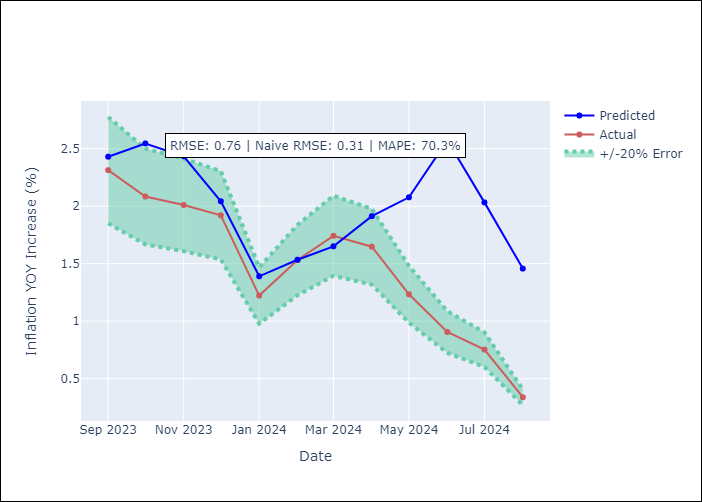 Predicted
Actual
+/-20% Error
RMSE: 0.76 | Naive RMSE: 0.31 | MAPE: 70.3%
Inflation YOY Increase (%)
2.5
2
1.5
1
0.5
Sep 2023
Nov 2023
Jan 2024
Mar 2024
May 2024
Jul 2024
Date